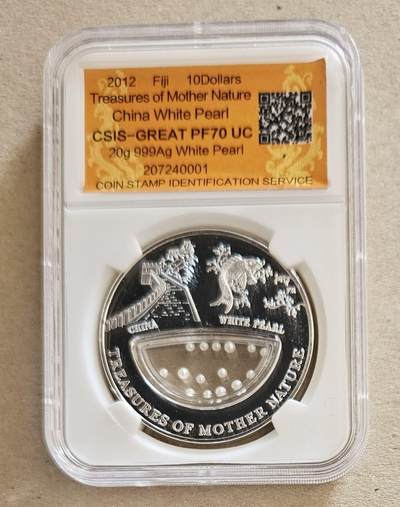 2012 Fiji 10Dollars
Treasures of Mother Nature
China White Pearl
CSIS-GREAT PF70 UC
20g 999Ag White Pearl
207240001
COIN STAMP IDENTIFICATION SERVICE
CHINA
WHITE PEARL
TREASURES OF MOTHER NATURE